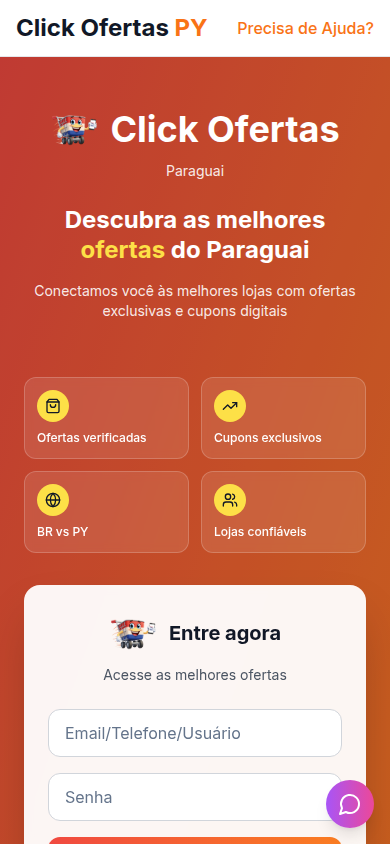 Click Ofertas PY
Precisa de Ajuda?
Click Ofertas
Paraguai
Descubra as melhores
ofertas do Paraguai
Conectamos você às melhores lojas com ofertas
exclusivas e cupons digitais
Ofertas verificadas
Cupons exclusivos
BR vs PY
Lojas confiáveis
Entre agora
Acesse as melhores ofertas
Email/Telefone/Usuário
Senha